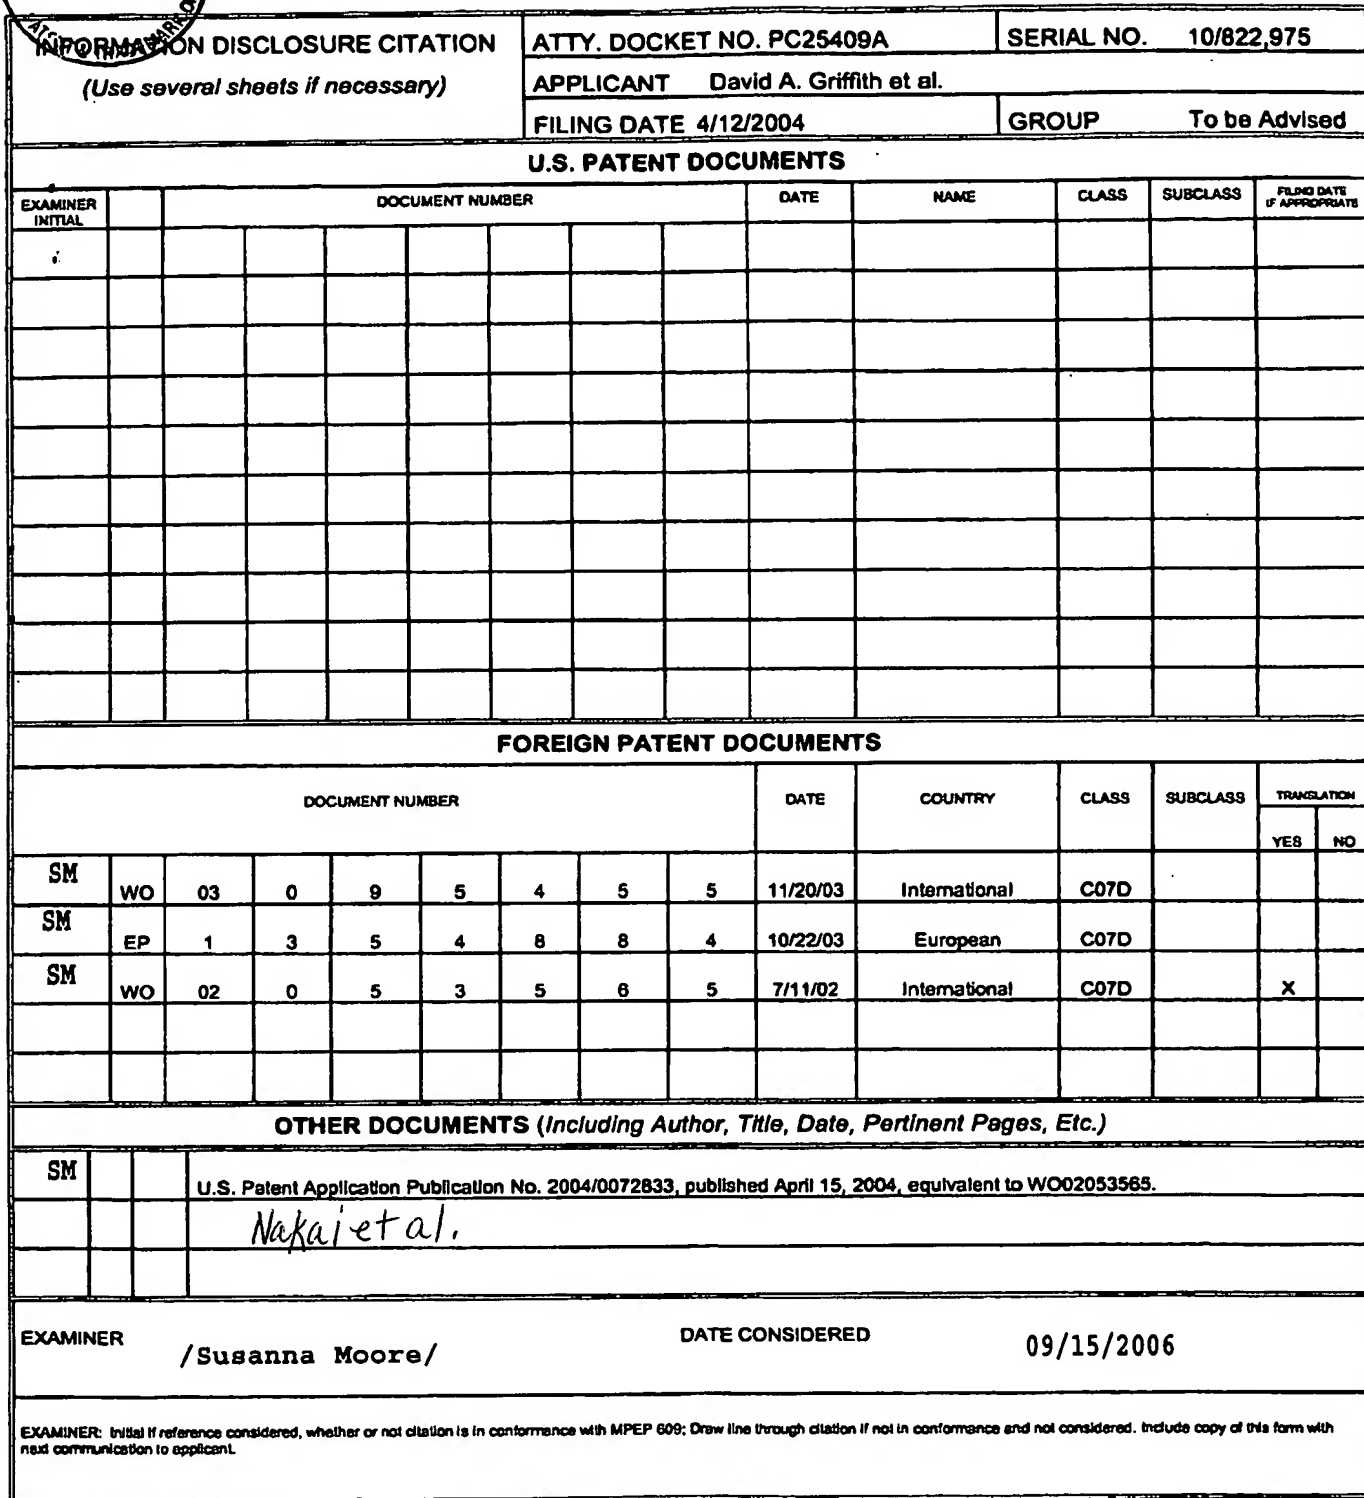 INFORMATION DISCLOSURE CITATION
(Use several sheets if necessary)
ATTY. DOCKET NO. PC25409A
SERIAL NO. 10/822,975
APPLICANT David A. Griffith et al.
FILING DATE 4/12/2004
GROUP To be Advised
U.S. PATENT DOCUMENTS
EXAMINER INITIAL DOCUMENT NUMBER DATE NAME CLASS SUBCLASS FILING DATE IF APPROPRIATE
FOREIGN PATENT DOCUMENTS
DOCUMENT NUMBER DATE COUNTRY CLASS SUBCLASS TRANSLATION
YES NO
SM WO 03 0 9 5 4 5 5 11/20/03 International C07D
SM EP 1 3 5 4 8 8 4 10/22/03 European C07D
SM WO 02 0 5 3 5 6 5 7/11/02 International C07D X
OTHER DOCUMENTS (Including Author, Title, Date, Pertinent Pages, Etc.)
SM U.S. Patent Application Publication No. 2004/0072833, published April 15, 2004, equivalent to WO02053565.
Nakai et al.
EXAMINER /Susanna Moore/ DATE CONSIDERED 09/15/2006
EXAMINER: Initial if reference considered, whether or not citation is in conformance with MPEP 609; Draw line through citation if not in conformance and not considered. Include copy of this form with
next communication to applicant.